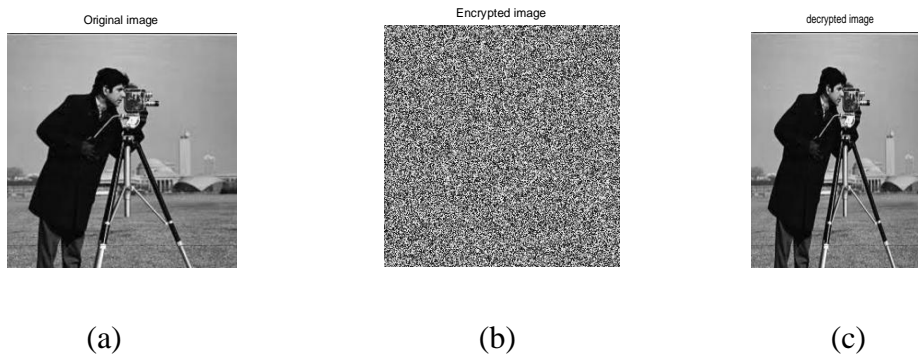 Original image
Encrypted image
decrypted image
(a)
(b)
(c)